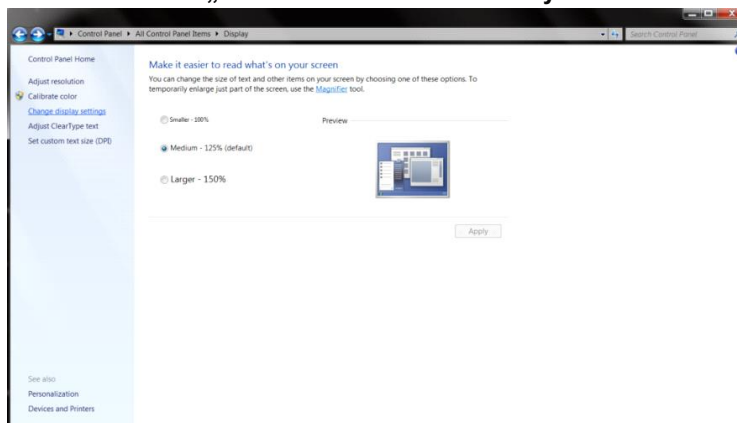 Control Panel ▸ All Control Panel Items ▸ Display
Search Control Panel
Control Panel Home
Adjust resolution
Calibrate color
Change display settings
Adjust ClearType text
Set custom text size (DPI)
Make it easier to read what's on your screen
You can change the size of text and other items on your screen by choosing one of these options. To
temporarily enlarge just part of the screen, use the Magnifier tool.
Smaller - 100%
Preview
Medium - 125% (default)
Larger - 150%
Apply
See also
Personalization
Devices and Printers